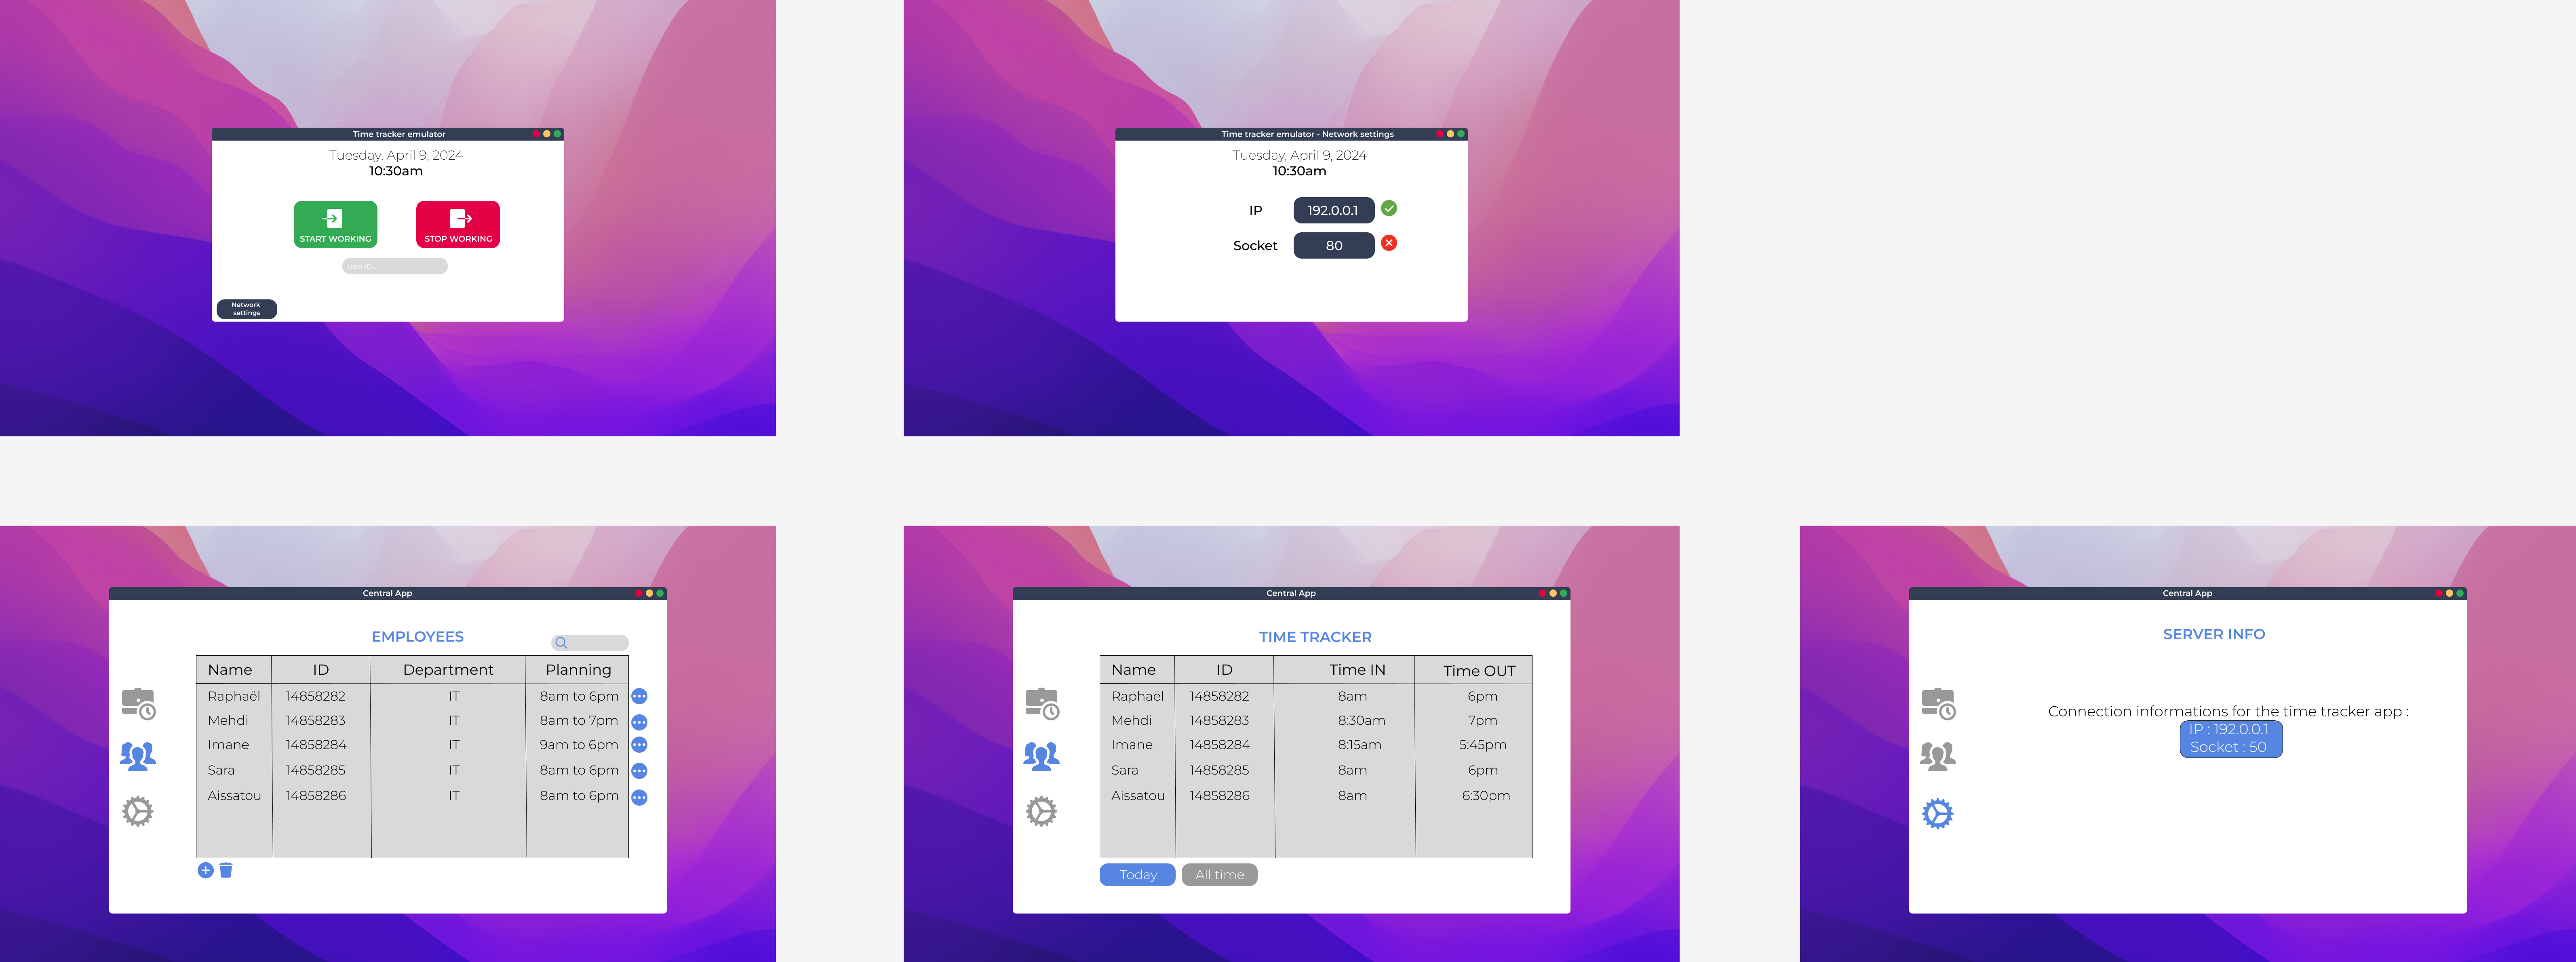 Time tracker emulator
Tuesday, April 9, 2024
10:30am
START WORKING
STOP WORKING
User ID...
Network
settings
Time tracker emulator - Network settings
Tuesday, April 9, 2024
10:30am
IP 192.0.0.1
Socket 80
Central App
EMPLOYEES
Name ID Department Planning
Raphaël 14858282 IT 8am to 6pm
Mehdi 14858283 IT 8am to 7pm
Imane 14858284 IT 9am to 6pm
Sara 14858285 IT 8am to 6pm
Aissatou 14858286 IT 8am to 6pm
Central App
TIME TRACKER
Name ID Time IN Time OUT
Raphaël 14858282 8am 6pm
Mehdi 14858283 8:30am 7pm
Imane 14858284 8:15am 5:45pm
Sara 14858285 8am 6pm
Aissatou 14858286 8am 6:30pm
Today All time
Central App
SERVER INFO
Connection informations for the time tracker app :
IP : 192.0.0.1
Socket : 50